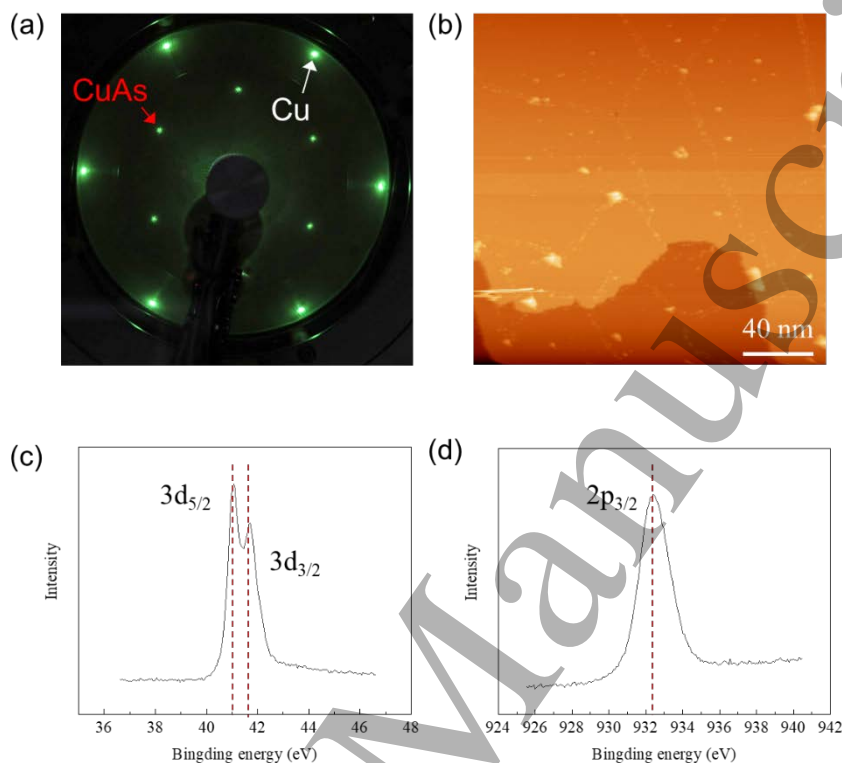 (a)
CuAs
Cu
(b)
40 nm
(c)
3d5/2
3d3/2
Intensity
36 38 40 42 44 46 48
Bingding energy (eV)
(d)
2p3/2
Intensity
924 926 928 930 932 934 936 938 940 942
Bingding energy (eV)
Manuscri